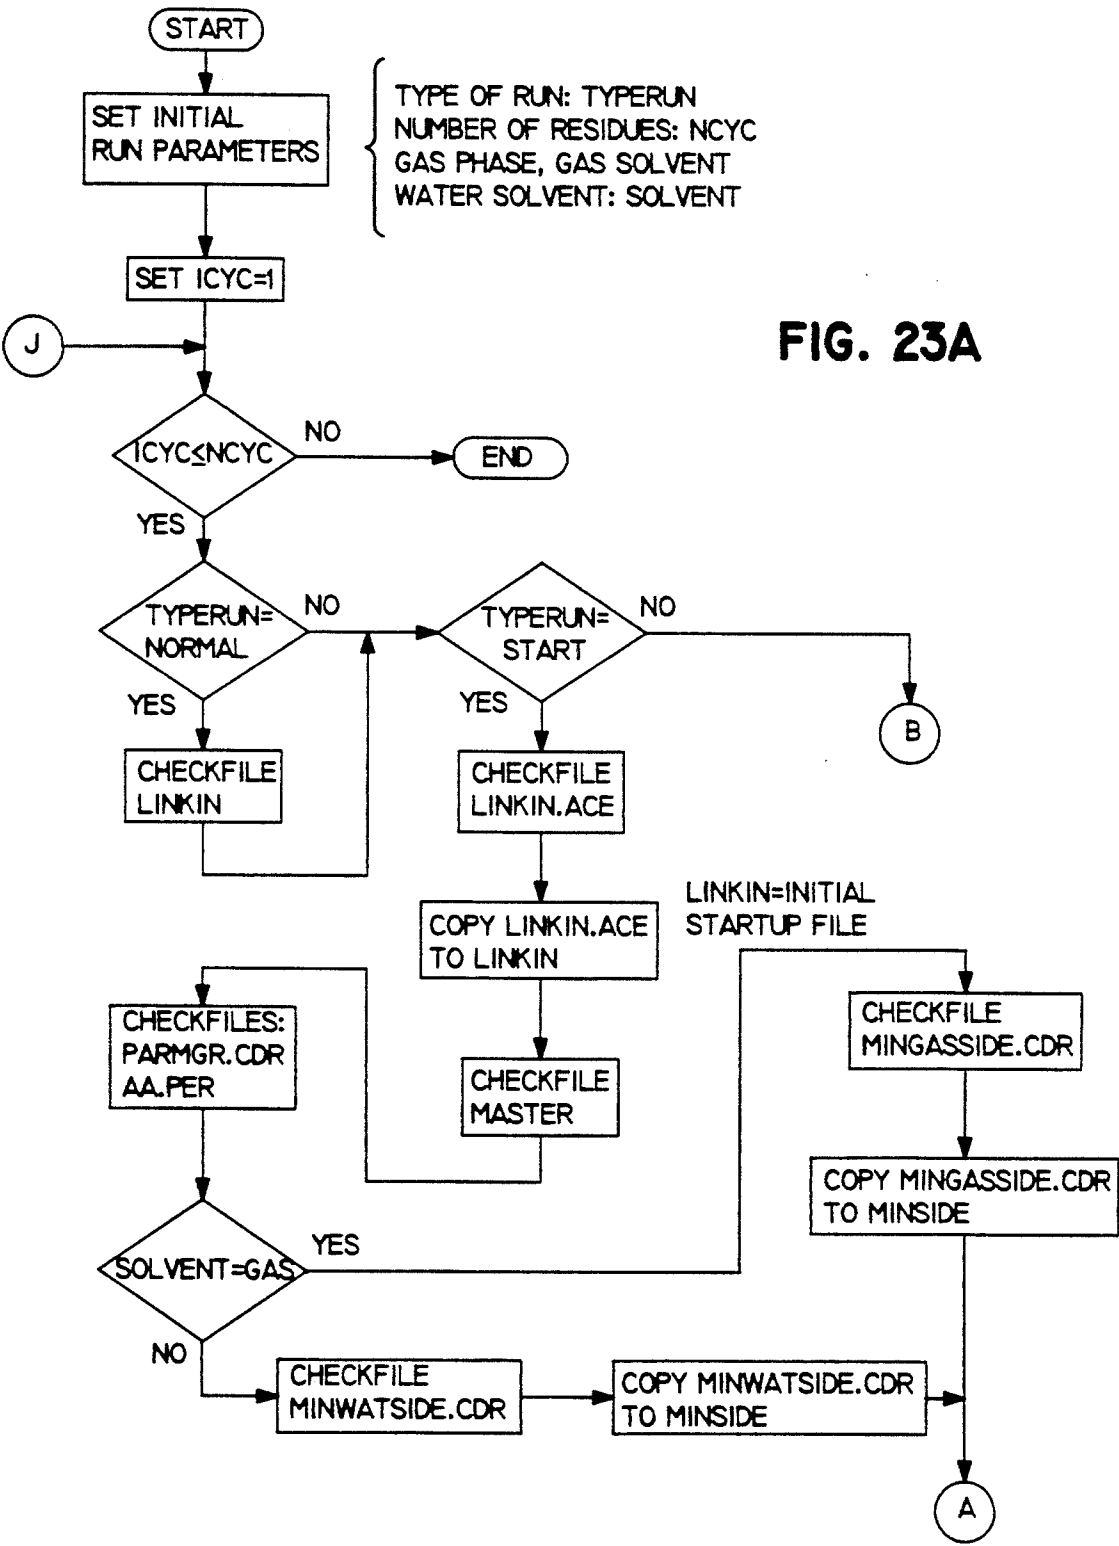 START
SET INITIAL
RUN PARAMETERS
TYPE OF RUN: TYPERUN
NUMBER OF RESIDUES: NCYC
GAS PHASE, GAS SOLVENT
WATER SOLVENT: SOLVENT
SET ICYC=1
J
FIG. 23A
ICYC≤NCYC
NO
END
YES
TYPERUN=
NORMAL
NO
TYPERUN=
START
NO
YES
YES
B
CHECKFILE
LINKIN
CHECKFILE
LINKIN.ACE
COPY LINKIN.ACE
TO LINKIN
LINKIN=INITIAL
STARTUP FILE
CHECKFILES:
PARMGR.CDR
AA.PER
CHECKFILE
MASTER
CHECKFILE
MINGASSIDE.CDR
COPY MINGASSIDE.CDR
TO MINSIDE
SOLVENT=GAS
YES
NO
CHECKFILE
MINWATSIDE.CDR
COPY MINWATSIDE.CDR
TO MINSIDE
A